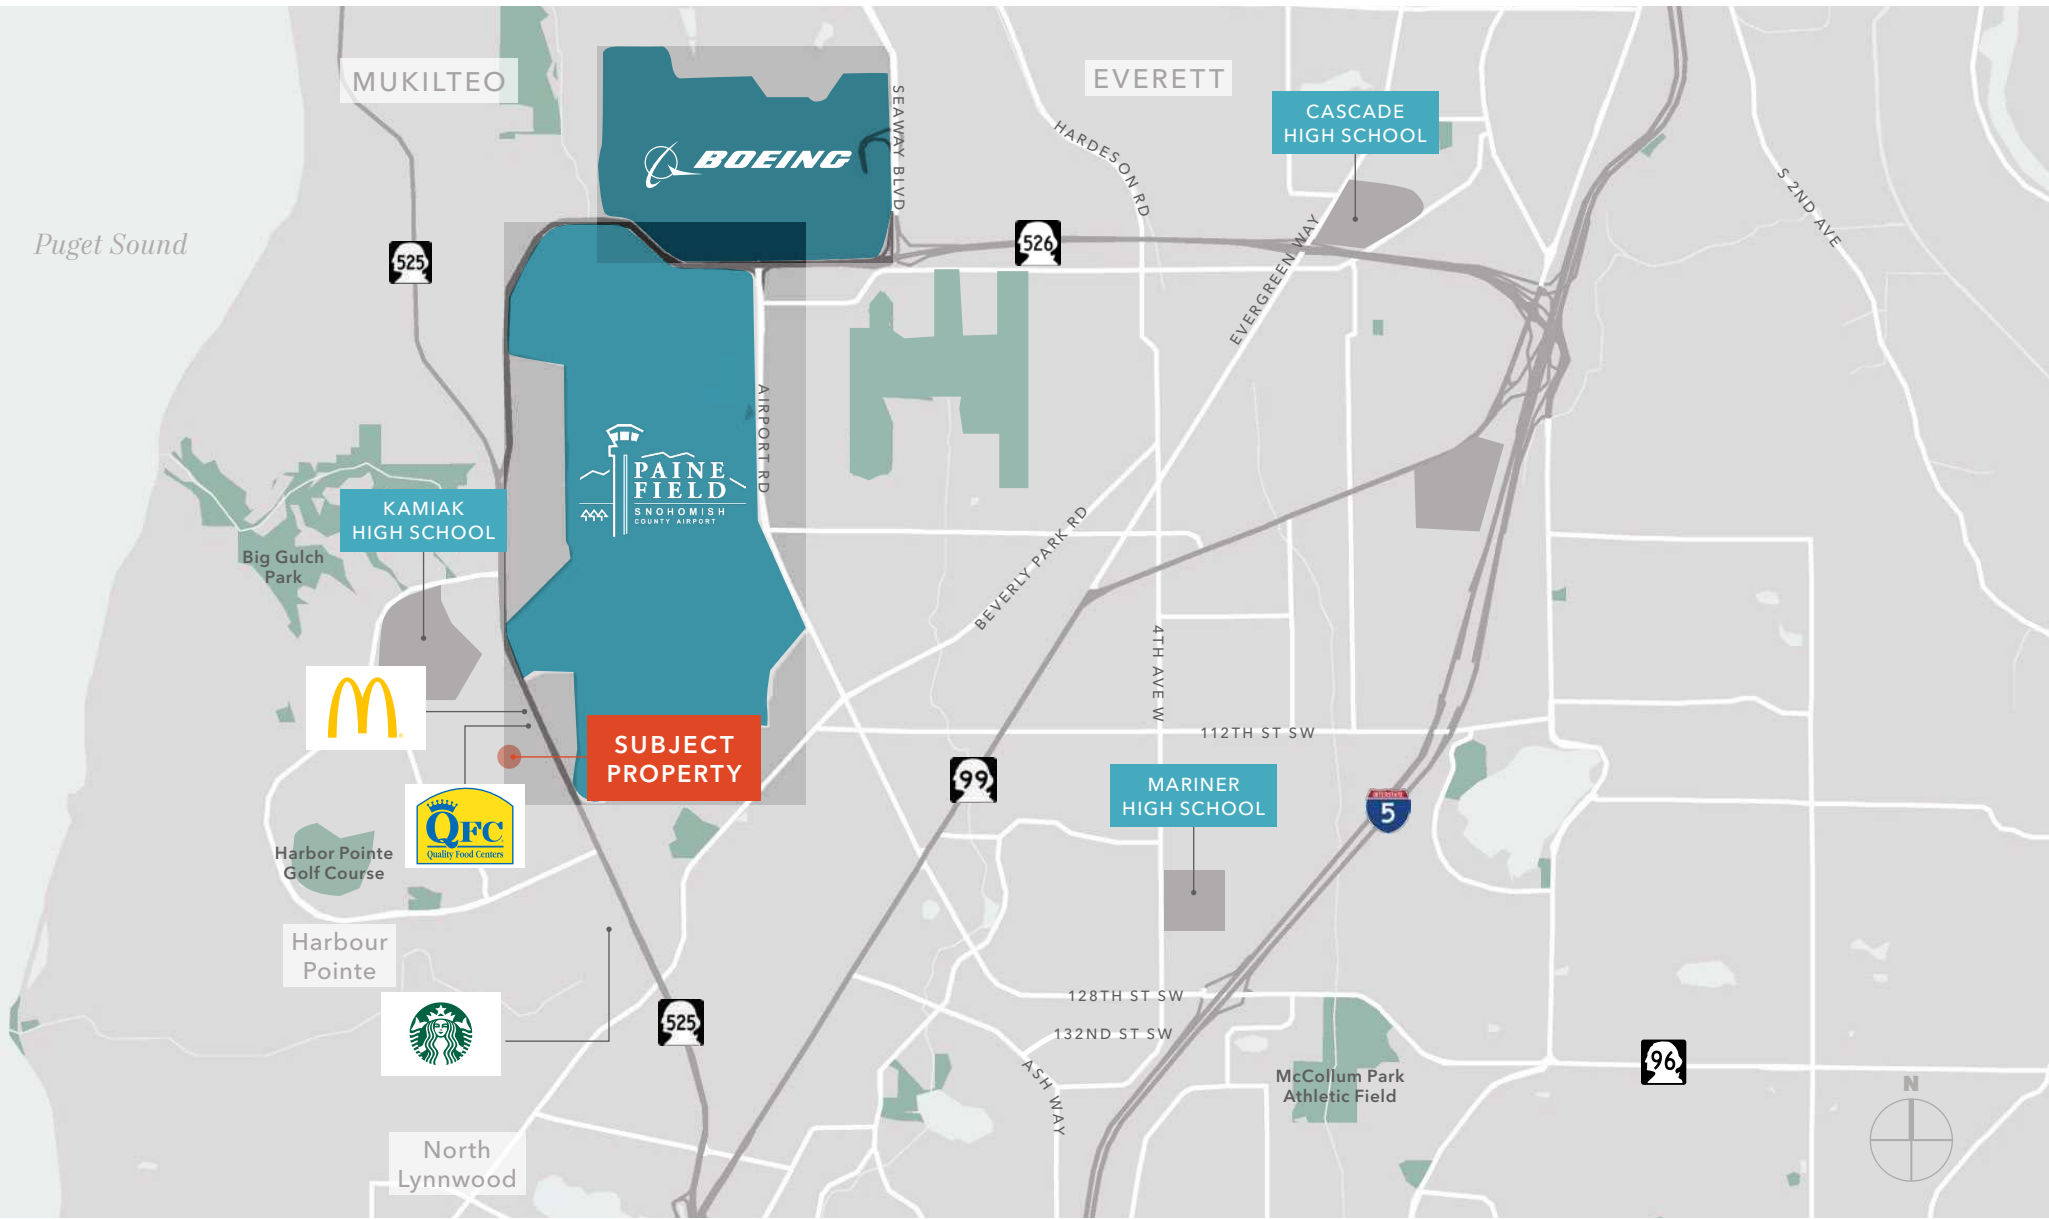 MUKILTEO
EVERETT
CASCADE
HIGH SCHOOL
BOEING
SEAWAY BLVD
HARDESON RD
S 2ND AVE
Puget Sound
525
526
EVERGREEN WAY
AIRPORT RD
PAINE
FIELD
SNOHOMISH
COUNTY AIRPORT
KAMIAK
HIGH SCHOOL
Big Gulch
Park
BEVERLY PARK RD
4TH AVE W
SUBJECT
PROPERTY
112TH ST SW
99
MARINER
HIGH SCHOOL
INTERSTATE
5
QFC
Quality Food Centers
Harbor Pointe
Golf Course
Harbour
Pointe
128TH ST SW
525
132ND ST SW
ASH WAY
96
McCollum Park
Athletic Field
N
North
Lynnwood